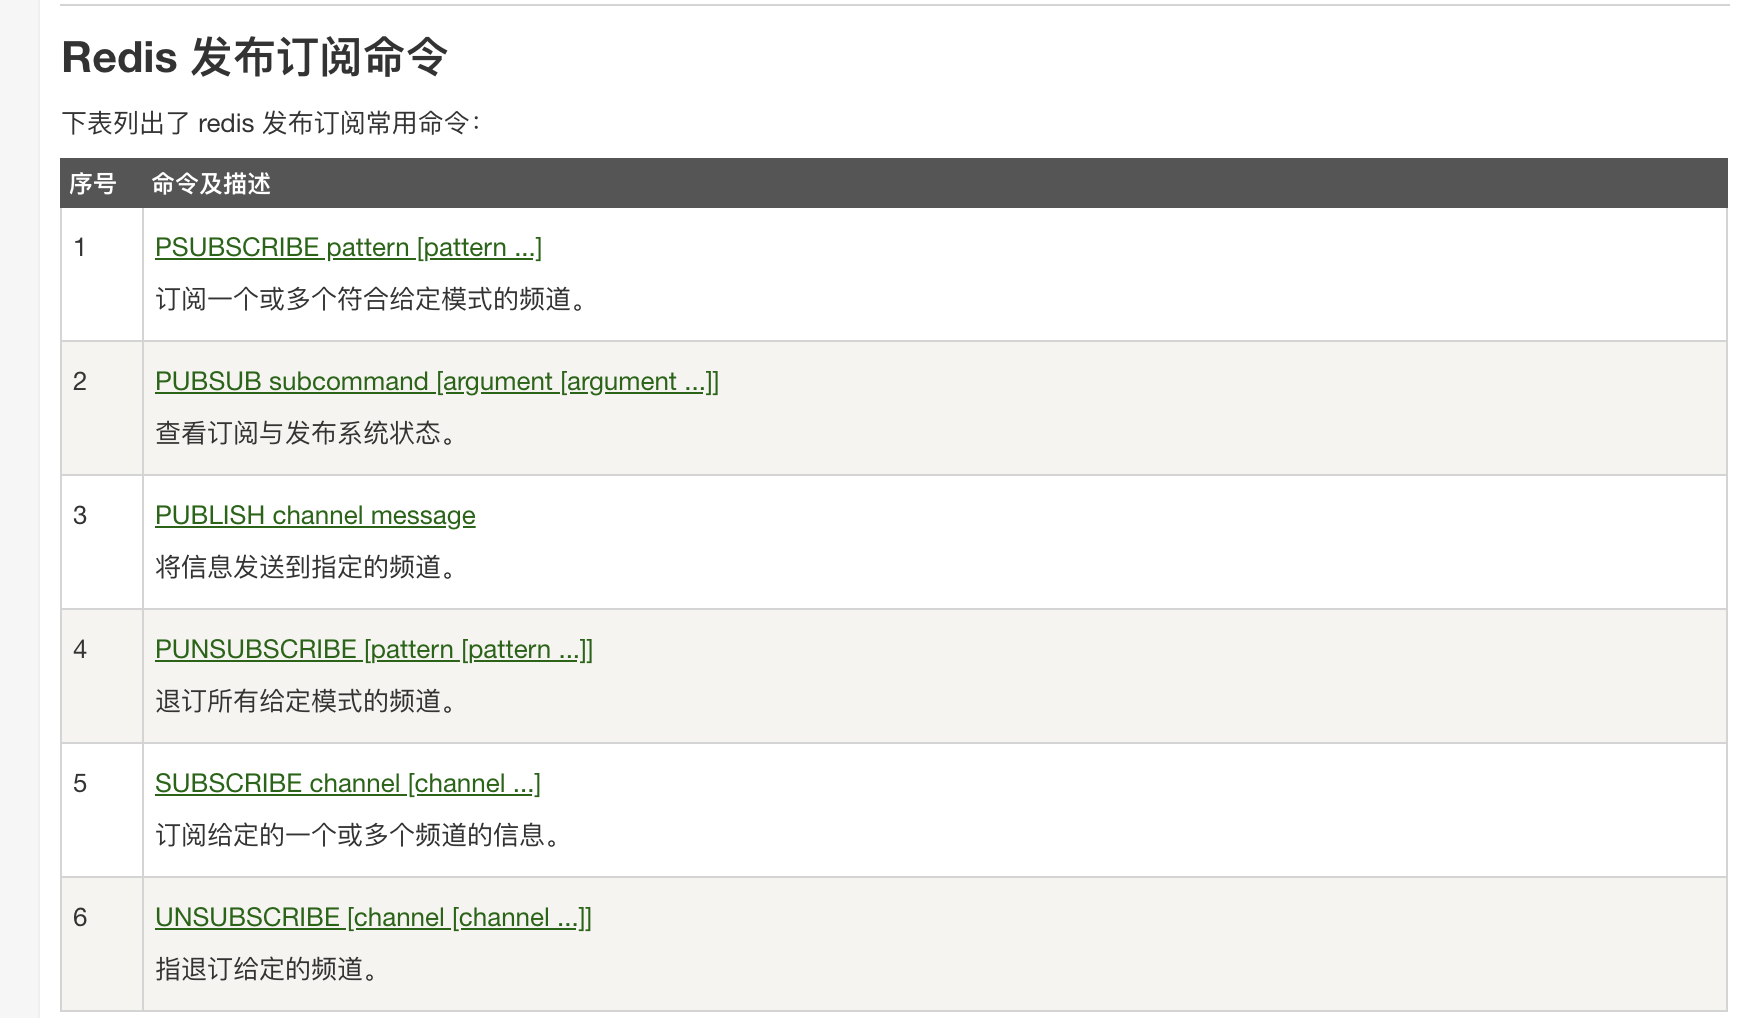 Redis 发布订阅命令
下表列出了 redis 发布订阅常用命令：
序号 命令及描述
1 PSUBSCRIBE pattern [pattern ...]
订阅一个或多个符合给定模式的频道。
2 PUBSUB subcommand [argument [argument ...]]
查看订阅与发布系统状态。
3 PUBLISH channel message
将信息发送到指定的频道。
4 PUNSUBSCRIBE [pattern [pattern ...]]
退订所有给定模式的频道。
5 SUBSCRIBE channel [channel ...]
订阅给定的一个或多个频道的信息。
6 UNSUBSCRIBE [channel [channel ...]]
指退订给定的频道。